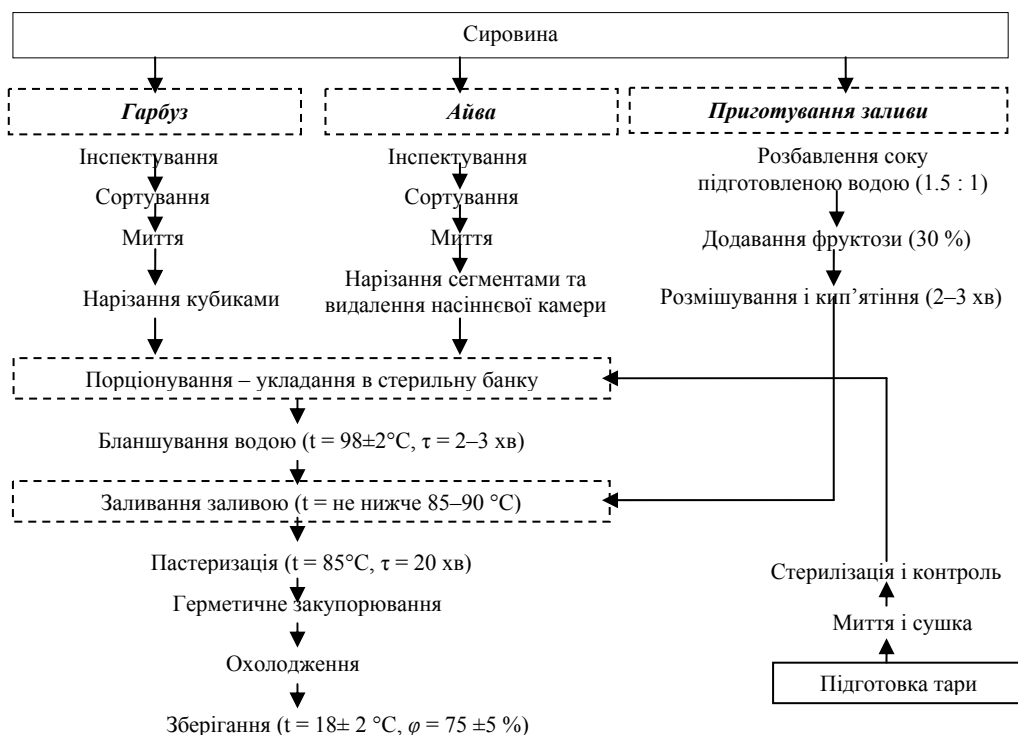 Сировина
Гарбуз
Айва
Приготування заливи
Інспектування
Сортування
Миття
Нарізання кубиками
Інспектування
Сортування
Миття
Нарізання сегментами та
видалення насіннєвої камери
Розбавлення соку
підготовленою водою (1.5 : 1)
Додавання фруктози (30 %)
Розмішування і кип’ятіння (2–3 хв)
Порціонування – укладання в стерильну банку
Бланшування водою (t = 98±2°C, τ = 2–3 хв)
Заливання заливою (t = не нижче 85–90 °C)
Пастеризація (t = 85°C, τ = 20 хв)
Герметичне закупорювання
Охолодження
Зберігання (t = 18± 2 °C, φ = 75 ±5 %)
Стерилізація і контроль
Миття і сушка
Підготовка тари